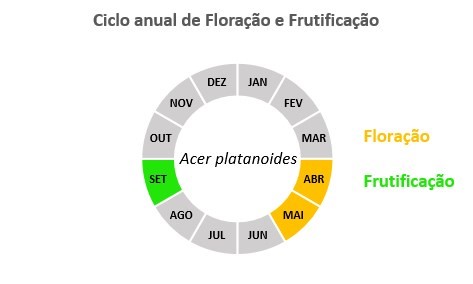 Ciclo anual de Floração e Frutificação
DEZ
JAN
NOV
FEV
OUT
MAR
Floração
Acer platanoides
SET
ABR
Frutificação
AGO
MAI
JUL
JUN